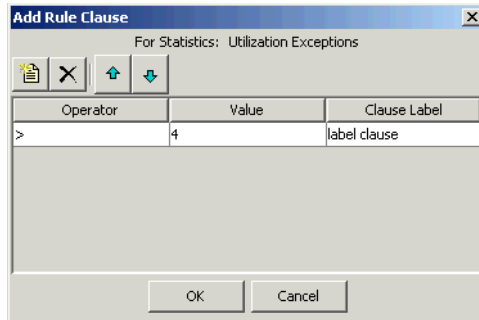 Add Rule Clause
For Statistics: Utilization Exceptions
Operator Value Clause Label
> 4 label clause
OK Cancel